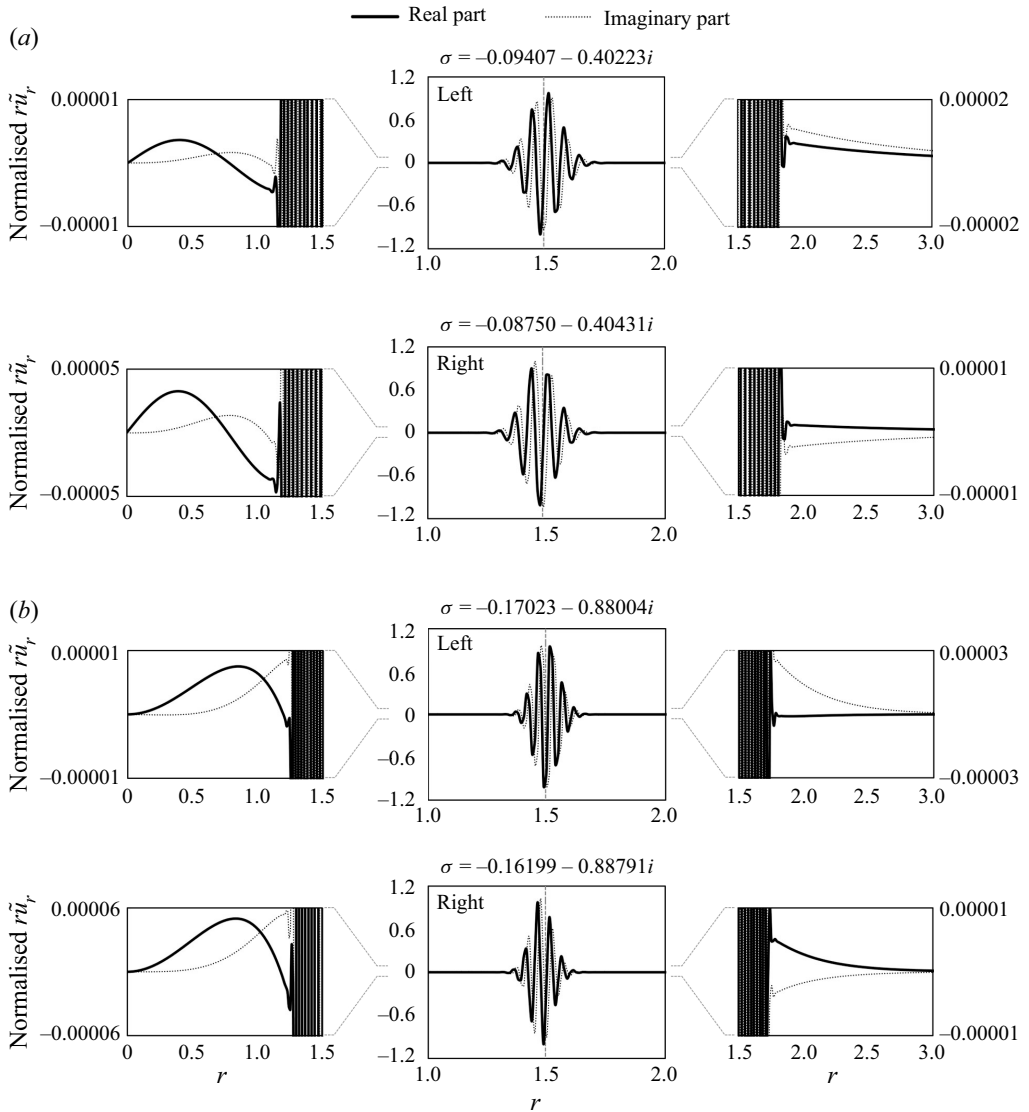 Real part
Imaginary part
(a)
σ = –0.09407 – 0.40223i
Normalised rũ_r
0.00001
–0.00001
0 0.5 1.0 1.5
Left
1.2
0.6
0
–0.6
–1.2
1.0 1.5 2.0
0.00002
–0.00002
1.5 2.0 2.5 3.0
σ = –0.08750 – 0.40431i
Normalised rũ_r
0.00005
–0.00005
0 0.5 1.0 1.5
Right
1.2
0.6
0
–0.6
–1.2
1.0 1.5 2.0
0.00001
–0.00001
1.5 2.0 2.5 3.0
(b)
σ = –0.17023 – 0.88004i
Normalised rũ_r
0.00001
–0.00001
0 0.5 1.0 1.5
Left
1.2
0.6
0
–0.6
–1.2
1.0 1.5 2.0
0.00003
–0.00003
1.5 2.0 2.5 3.0
σ = –0.16199 – 0.88791i
Normalised rũ_r
0.00006
–0.00006
0 0.5 1.0 1.5
r
Right
1.2
0.6
0
–0.6
–1.2
1.0 1.5 2.0
r
0.00001
–0.00001
1.5 2.0 2.5 3.0
r